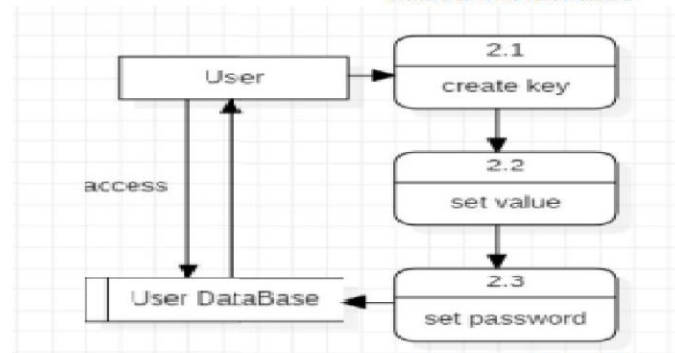 User
2.1
create key
access
2.2
set value
User DataBase
2.3
set password